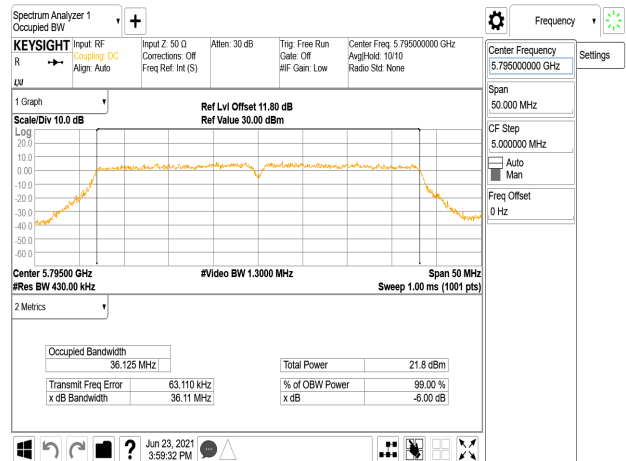 Spectrum Analyzer 1
Occupied BW
Frequency
KEYSIGHT
R
LXI
Input: RF
Coupling: DC
Align: Auto
Input Z: 50 Ω
Corrections: Off
Freq Ref: Int (S)
Atten: 30 dB
Trig: Free Run
Gate: Off
#IF Gain: Low
Center Freq: 5.795000000 GHz
Avg|Hold: 10/10
Radio Std: None
Center Frequency
5.795000000 GHz
Settings
Span
50.000 MHz
CF Step
5.000000 MHz
Auto
Man
Freq Offset
0 Hz
1 Graph
Scale/Div 10.0 dB
Ref Lvl Offset 11.80 dB
Ref Value 30.00 dBm
Log
20.0
10.0
0.00
-10.0
-20.0
-30.0
-40.0
-50.0
-60.0
Center 5.79500 GHz
#Video BW 1.3000 MHz
Span 50 MHz
#Res BW 430.00 kHz
Sweep 1.00 ms (1001 pts)
2 Metrics
Occupied Bandwidth
36.125 MHz
Total Power 21.8 dBm
Transmit Freq Error 63.110 kHz
% of OBW Power 99.00 %
x dB Bandwidth 36.11 MHz
x dB -6.00 dB
?
Jun 23, 2021
3:59:32 PM